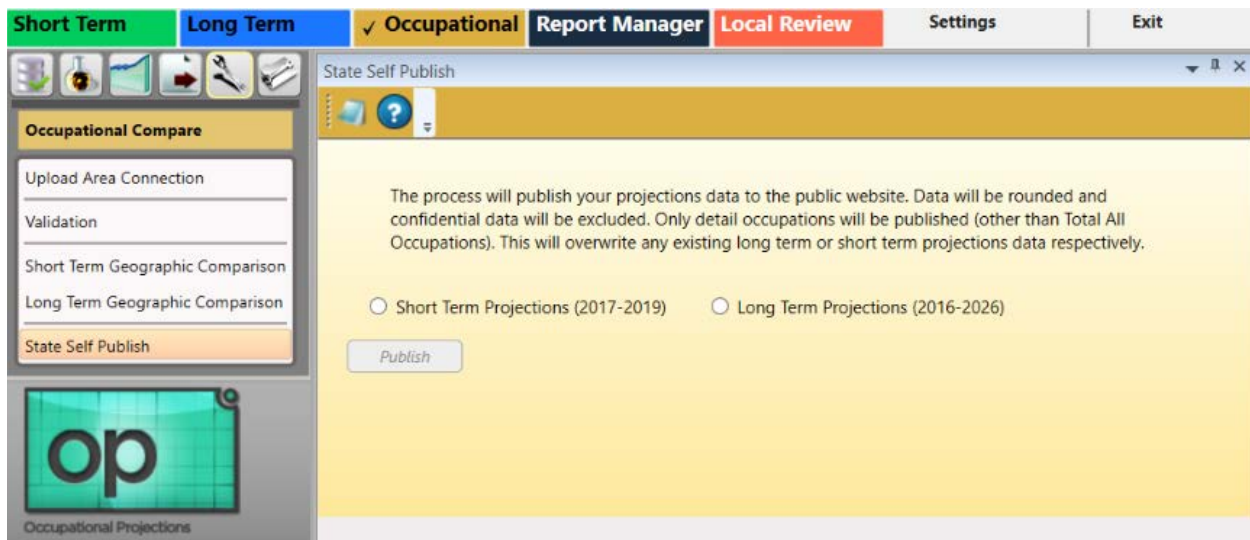 Short Term
Long Term
✓ Occupational
Report Manager
Local Review
Settings
Exit
State Self Publish
?
Occupational Compare
Upload Area Connection
Validation
Short Term Geographic Comparison
Long Term Geographic Comparison
State Self Publish
The process will publish your projections data to the public website. Data will be rounded and
confidential data will be excluded. Only detail occupations will be published (other than Total All
Occupations). This will overwrite any existing long term or short term projections data respectively.
Short Term Projections (2017-2019)
Long Term Projections (2016-2026)
Publish
op
Occupational Projections